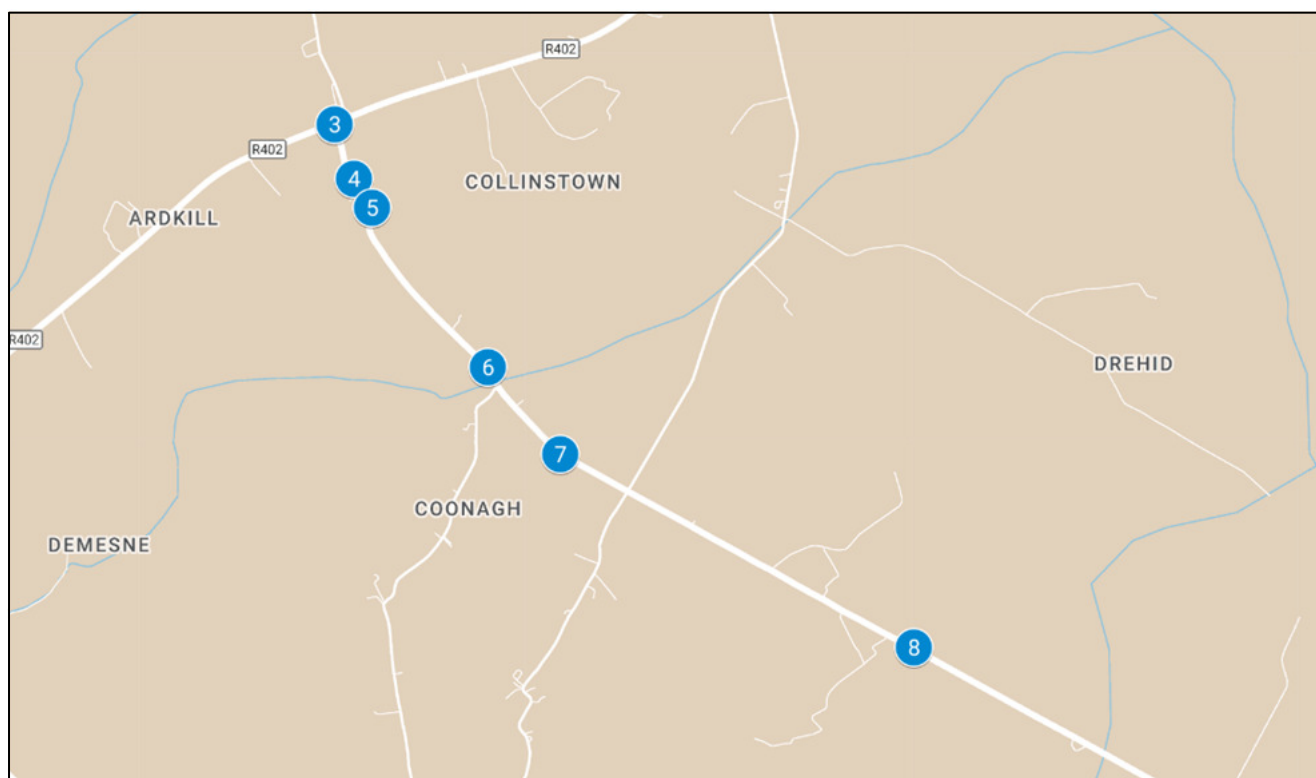 R402
3
R402
4
COLLINSTOWN
5
ARDKILL
R402
6
DREHID
7
COONAGH
DEMESNE
8